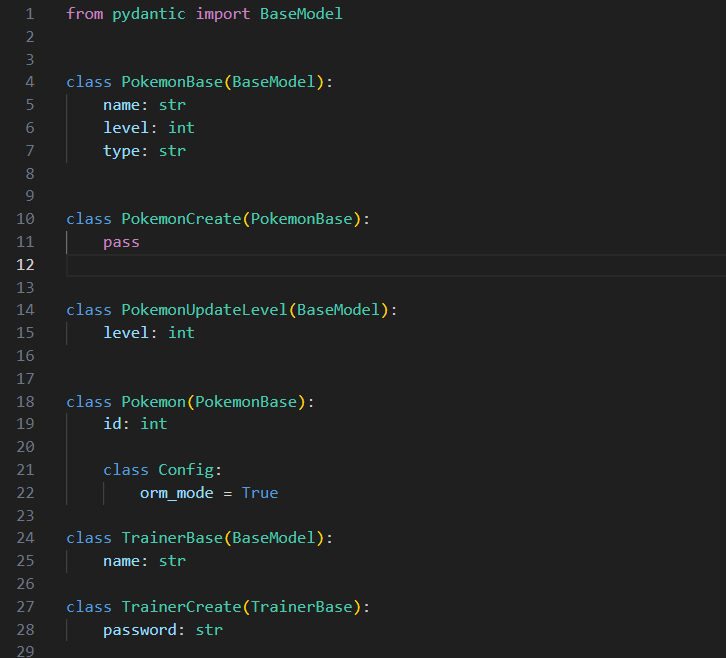 1 from pydantic import BaseModel
2
3
4 class PokemonBase(BaseModel):
5     name: str
6     level: int
7     type: str
8
9
10 class PokemonCreate(PokemonBase):
11     pass
12
13
14 class PokemonUpdateLevel(BaseModel):
15     level: int
16
17
18 class Pokemon(PokemonBase):
19     id: int
20
21     class Config:
22         orm_mode = True
23
24 class TrainerBase(BaseModel):
25     name: str
26
27 class TrainerCreate(TrainerBase):
28     password: str
29